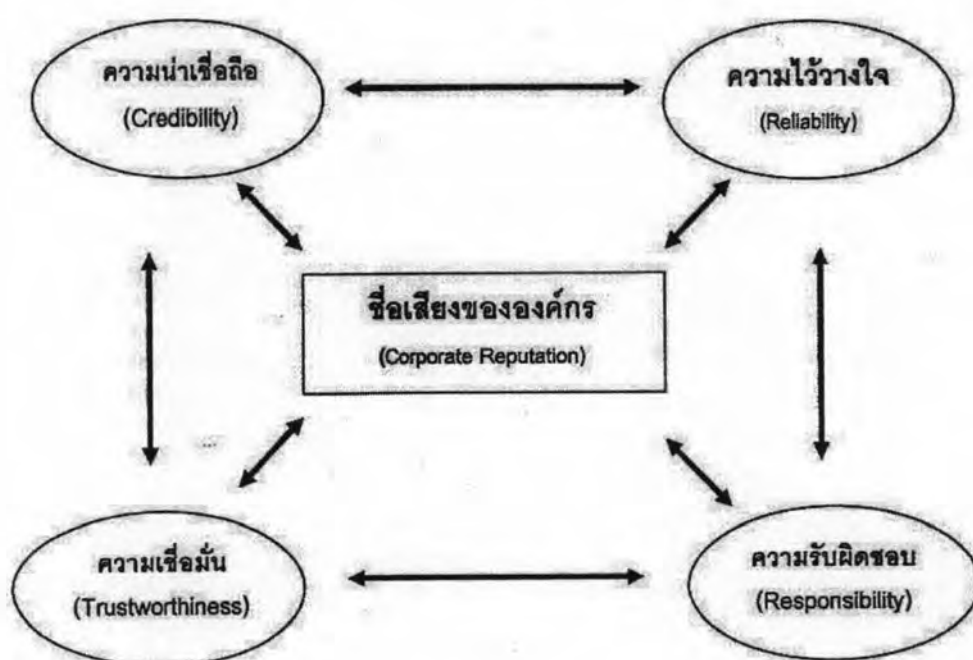 ความน่าเชื่อถือ
(Credibility)
ความไว้วางใจ
(Reliability)
ชื่อเสียงขององค์กร
(Corporate Reputation)
ความเชื่อมั่น
(Trustworthiness)
ความรับผิดชอบ
(Responsibility)